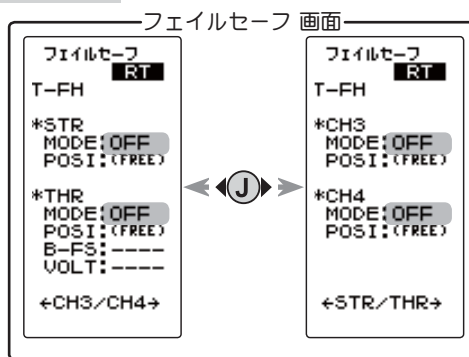 フェイルセーフ 画面
フェイルセーフ
RT
T-FH
*STR
MODE:OFF
POSI:(FREE)
*THR
MODE:OFF
POSI:(FREE)
B-FS:----
VOLT:----
←CH3/CH4→
J
フェイルセーフ
RT
T-FH
*CH3
MODE:OFF
POSI:(FREE)
*CH4
MODE:OFF
POSI:(FREE)
←STR/THR→